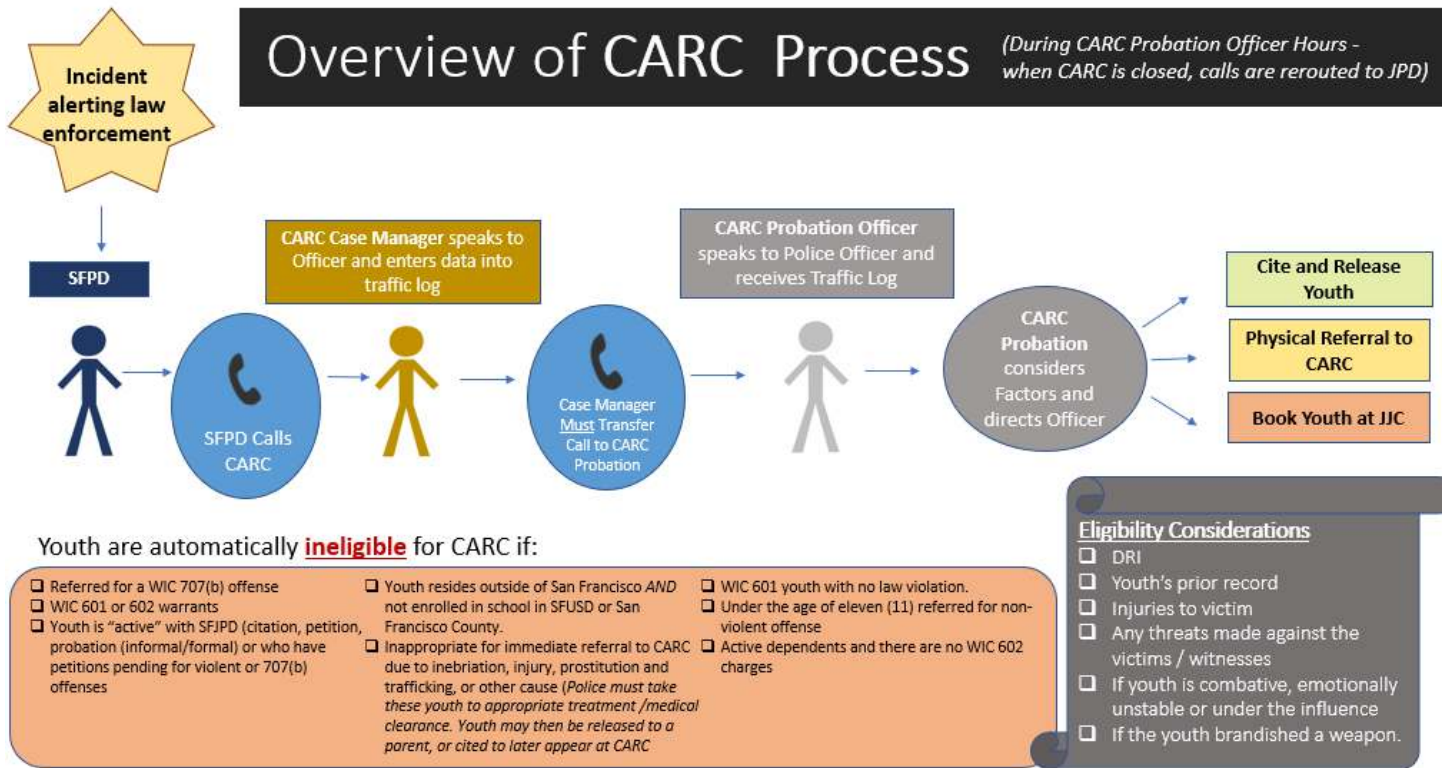 Incident
alerting law
enforcement
Overview of CARC Process
(During CARC Probation Officer Hours -
when CARC is closed, calls are rerouted to JPD)
SFPD
CARC Case Manager speaks to
Officer and enters data into
traffic log
CARC Probation Officer
speaks to Police Officer and
receives Traffic Log
SFPD Calls
CARC
Case Manager
Must Transfer
Call to CARC
Probation
CARC
Probation
considers
Factors and
directs Officer
Cite and Release
Youth
Physical Referral to
CARC
Book Youth at JJC
Youth are automatically ineligible for CARC if:
❑ Referred for a WIC 707(b) offense
❑ WIC 601 or 602 warrants
❑ Youth is “active” with SFJPD (citation, petition,
probation (informal/formal) or who have
petitions pending for violent or 707(b)
offenses
❑ Youth resides outside of San Francisco AND
not enrolled in school in SFUSD or San
Francisco County.
❑ Inappropriate for immediate referral to CARC
due to inebriation, injury, prostitution and
trafficking, or other cause (Police must take
these youth to appropriate treatment /medical
clearance. Youth may then be released to a
parent, or cited to later appear at CARC
❑ WIC 601 youth with no law violation.
❑ Under the age of eleven (11) referred for non-
violent offense
❑ Active dependents and there are no WIC 602
charges
Eligibility Considerations
❑ DRI
❑ Youth’s prior record
❑ Injuries to victim
❑ Any threats made against the
victims / witnesses
❑ If youth is combative, emotionally
unstable or under the influence
❑ If the youth brandished a weapon.